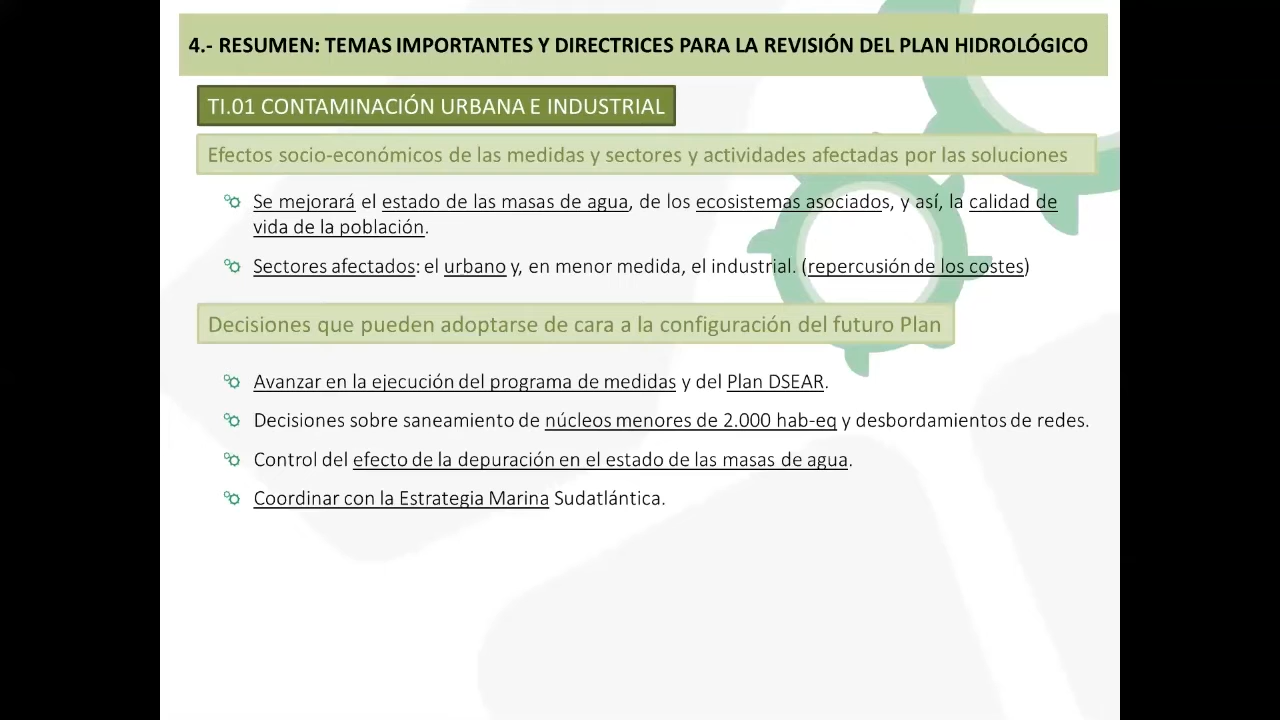 4.- RESUMEN: TEMAS IMPORTANTES Y DIRECTRICES PARA LA REVISIÓN DEL PLAN HIDROLÓGICO
TI.01 CONTAMINACIÓN URBANA E INDUSTRIAL
Efectos socio-económicos de las medidas y sectores y actividades afectadas por las soluciones
Se mejorará el estado de las masas de agua, de los ecosistemas asociados, y así, la calidad de
vida de la población.
Sectores afectados: el urbano y, en menor medida, el industrial. (repercusión de los costes)
Decisiones que pueden adoptarse de cara a la configuración del futuro Plan
Avanzar en la ejecución del programa de medidas y del Plan DSEAR.
Decisiones sobre saneamiento de núcleos menores de 2.000 hab-eq y desbordamientos de redes.
Control del efecto de la depuración en el estado de las masas de agua.
Coordinar con la Estrategia Marina Sudatlántica.